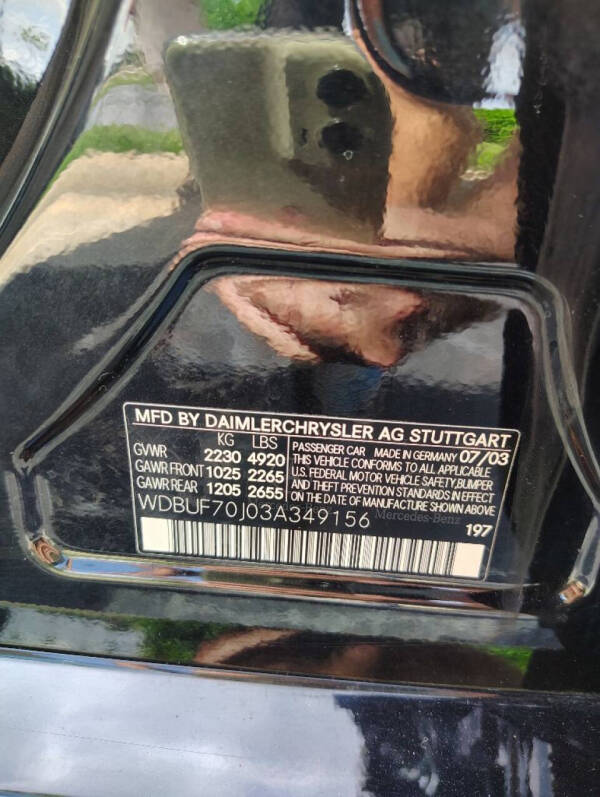 MFD BY DAIMLERCHRYSLER AG STUTTGART
KG LBS
GVWR 2230 4920
GAWR FRONT 1025 2265
GAWR REAR 1205 2655
PASSENGER CAR MADE IN GERMANY 07/03
THIS VEHICLE CONFORMS TO ALL APPLICABLE
U.S. FEDERAL MOTOR VEHICLE SAFETY,BUMPER
AND THEFT PREVENTION STANDARDS IN EFFECT
ON THE DATE OF MANUFACTURE SHOWN ABOVE
WDBUF70J03A349156
Mercedes-Benz
197